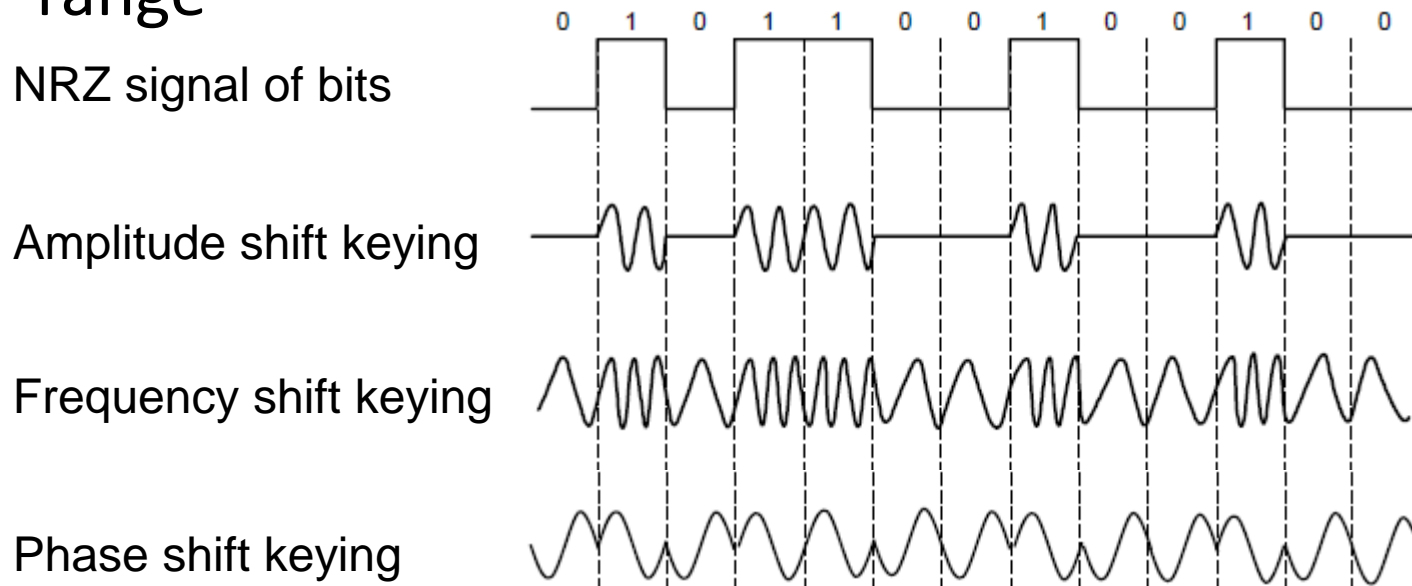 range
0 1 0 1 1 0 0 1 0 0 1 0 0
NRZ signal of bits
Amplitude shift keying
Frequency shift keying
Phase shift keying